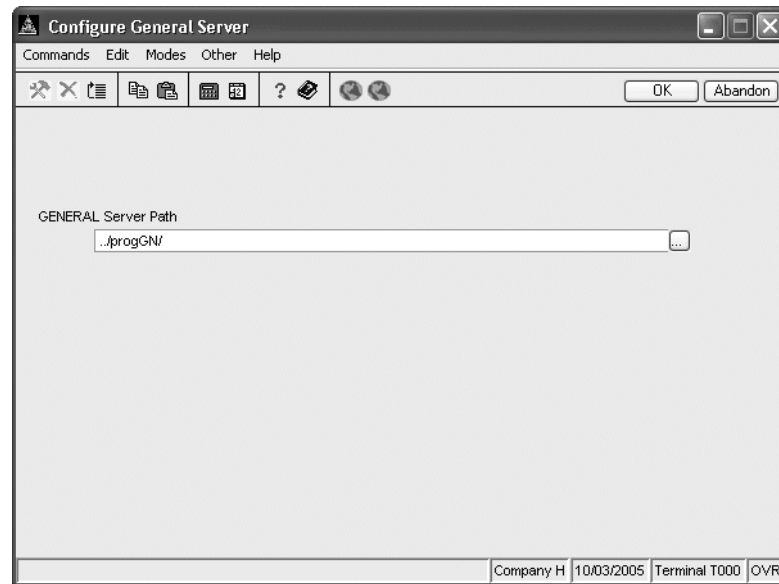 Configure General Server
Commands Edit Modes Other Help
? OK Abandon
GENERAL Server Path
../progGN/ ...
Company H 10/03/2005 Terminal T000 OVR